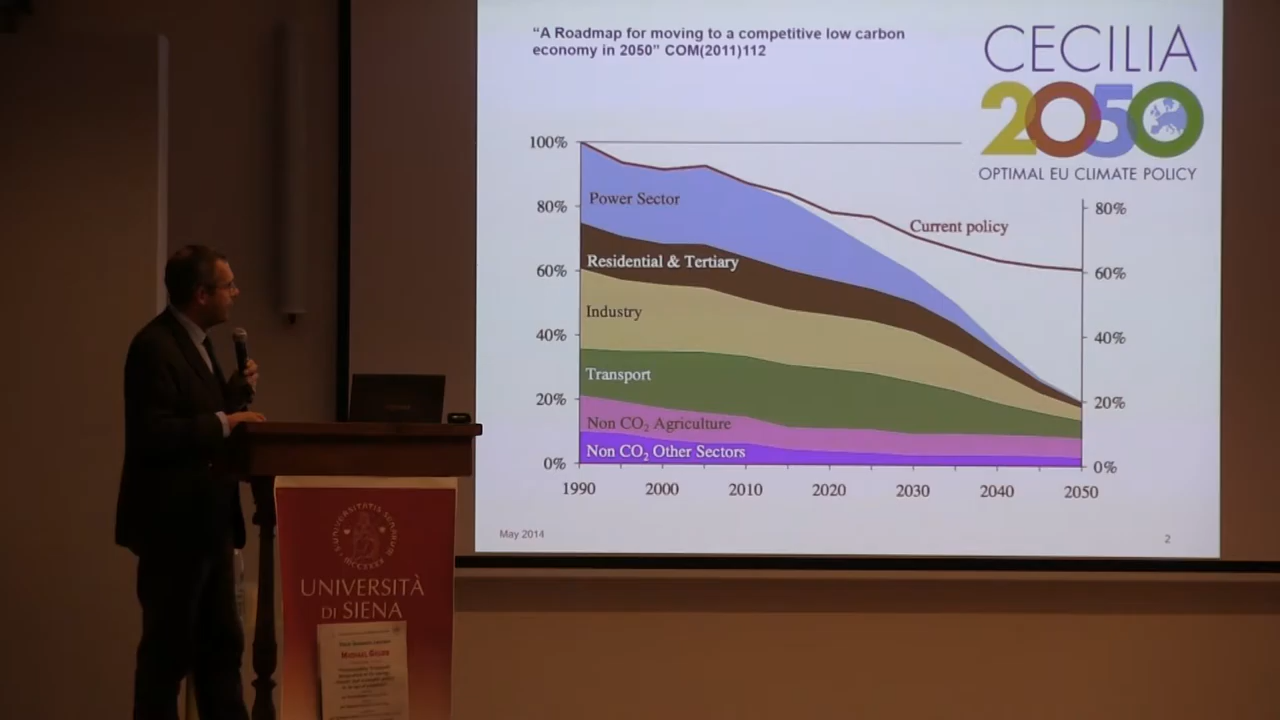 “A Roadmap for moving to a competitive low carbon
economy in 2050” COM(2011)112
CECILIA
2050
OPTIMAL EU CLIMATE POLICY
100%
80%
60%
40%
20%
0%
Power Sector
Residential & Tertiary
Industry
Transport
Non CO₂ Agriculture
Non CO₂ Other Sectors
Current policy
80%
60%
40%
20%
0%
1990 2000 2010 2020 2030 2040 2050
May 2014
2
UNIVERSITÀ
DI SIENA